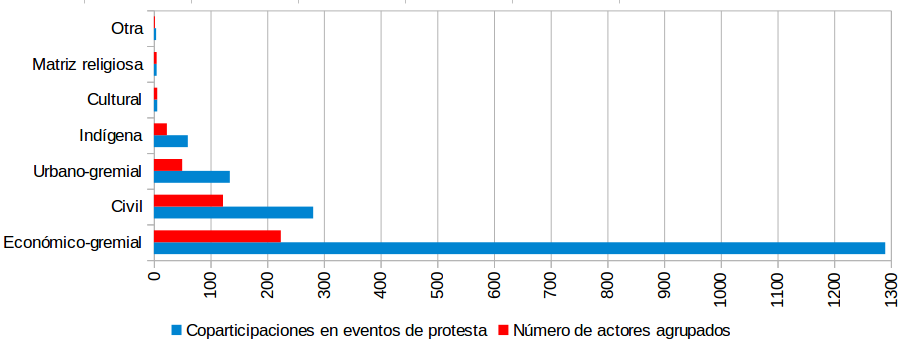 Otra
Matriz religiosa
Cultural
Indígena
Urbano-gremial
Civil
Económico-gremial
0 100 200 300 400 500 600 700 800 900 1000 1100 1200 1300
Coparticipaciones en eventos de protesta Número de actores agrupados